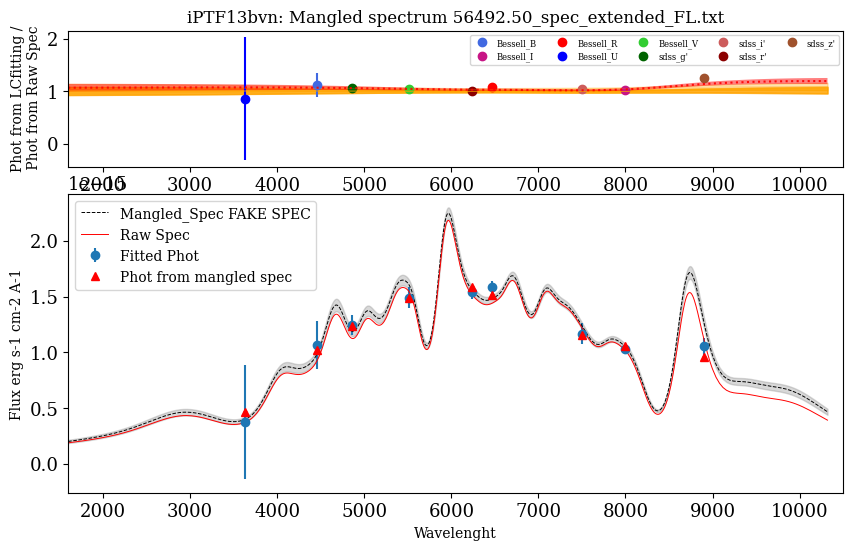 iPTF13bvn: Mangled spectrum 56492.50_spec_extended_FL.txt
Phot from LCfitting /
Phot from Raw Spec
2
1
0
Bessell_B Bessell_R Bessell_V sdss_i' sdss_z'
Bessell_I Bessell_U sdss_g' sdss_r'
2000 3000 4000 5000 6000 7000 8000 9000 10000
1e−15
Flux erg s-1 cm-2 A-1
2.0
1.5
1.0
0.5
0.0
Mangled_Spec FAKE SPEC
Raw Spec
Fitted Phot
Phot from mangled spec
2000 3000 4000 5000 6000 7000 8000 9000 10000
Wavelenght